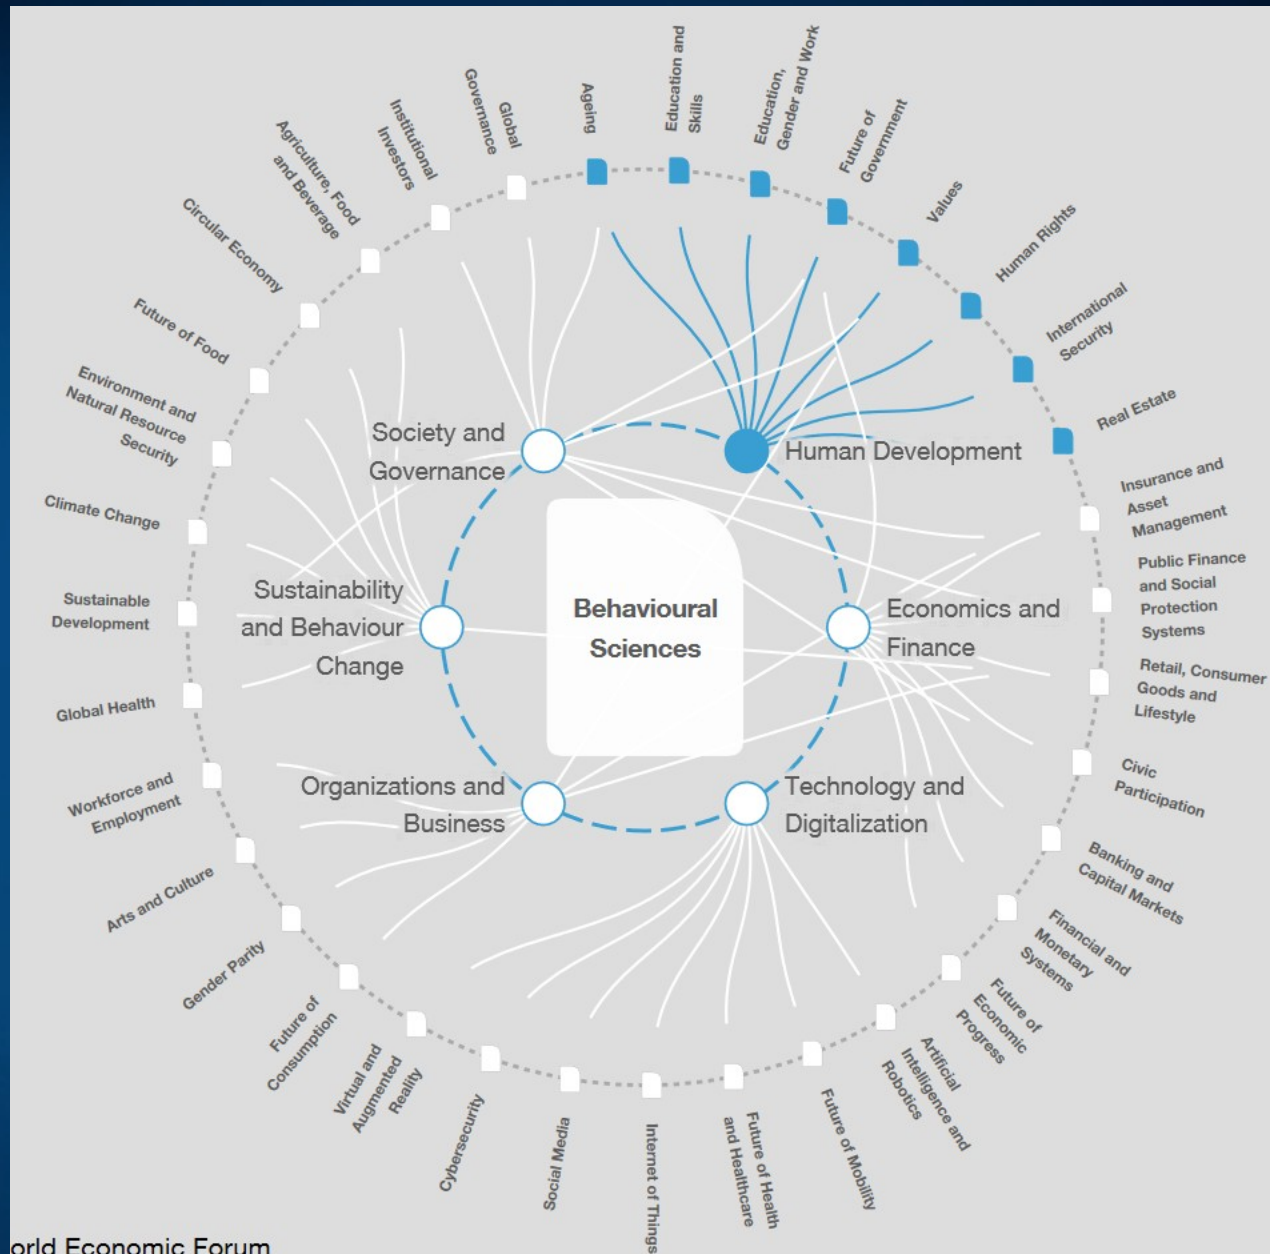 Behavioural
Sciences
Human Development
Economics and
Finance
Technology and
Digitalization
Organizations and
Business
Sustainability
and Behaviour
Change
Society and
Governance
Ageing
Education and
Skills
Education,
Gender and Work
Future of
Government
Values
Human Rights
International
Security
Real Estate
Insurance and
Asset
Management
Public Finance
and Social
Protection
Systems
Retail, Consumer
Goods and
Lifestyle
Civic
Participation
Banking and
Capital Markets
Financial and
Monetary
Systems
Future of
Economic
Progress
Artificial
Intelligence and
Robotics
Future of Mobility
Future of Health
and Healthcare
Internet of Things
Social Media
Cybersecurity
Virtual and
Augmented
Reality
Future of
Consumption
Gender Parity
Arts and Culture
Workforce and
Employment
Global Health
Sustainable
Development
Climate Change
Environment and
Natural Resource
Security
Future of Food
Circular Economy
Agriculture, Food
and Beverage
Institutional
Investors
Global
Governance
orld Economic Forum